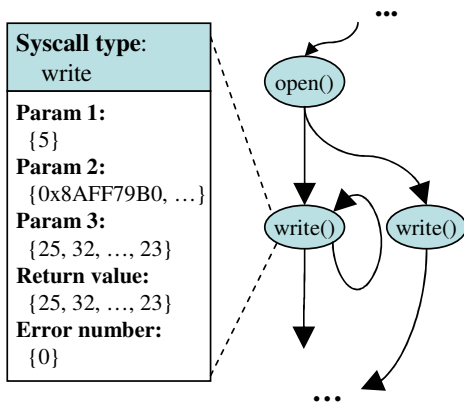 Syscall type:
write
Param 1:
{5}
Param 2:
{0x8AFF79B0, …}
Param 3:
{25, 32, …, 23}
Return value:
{25, 32, …, 23}
Error number:
{0}
...
open()
write()
write()
...